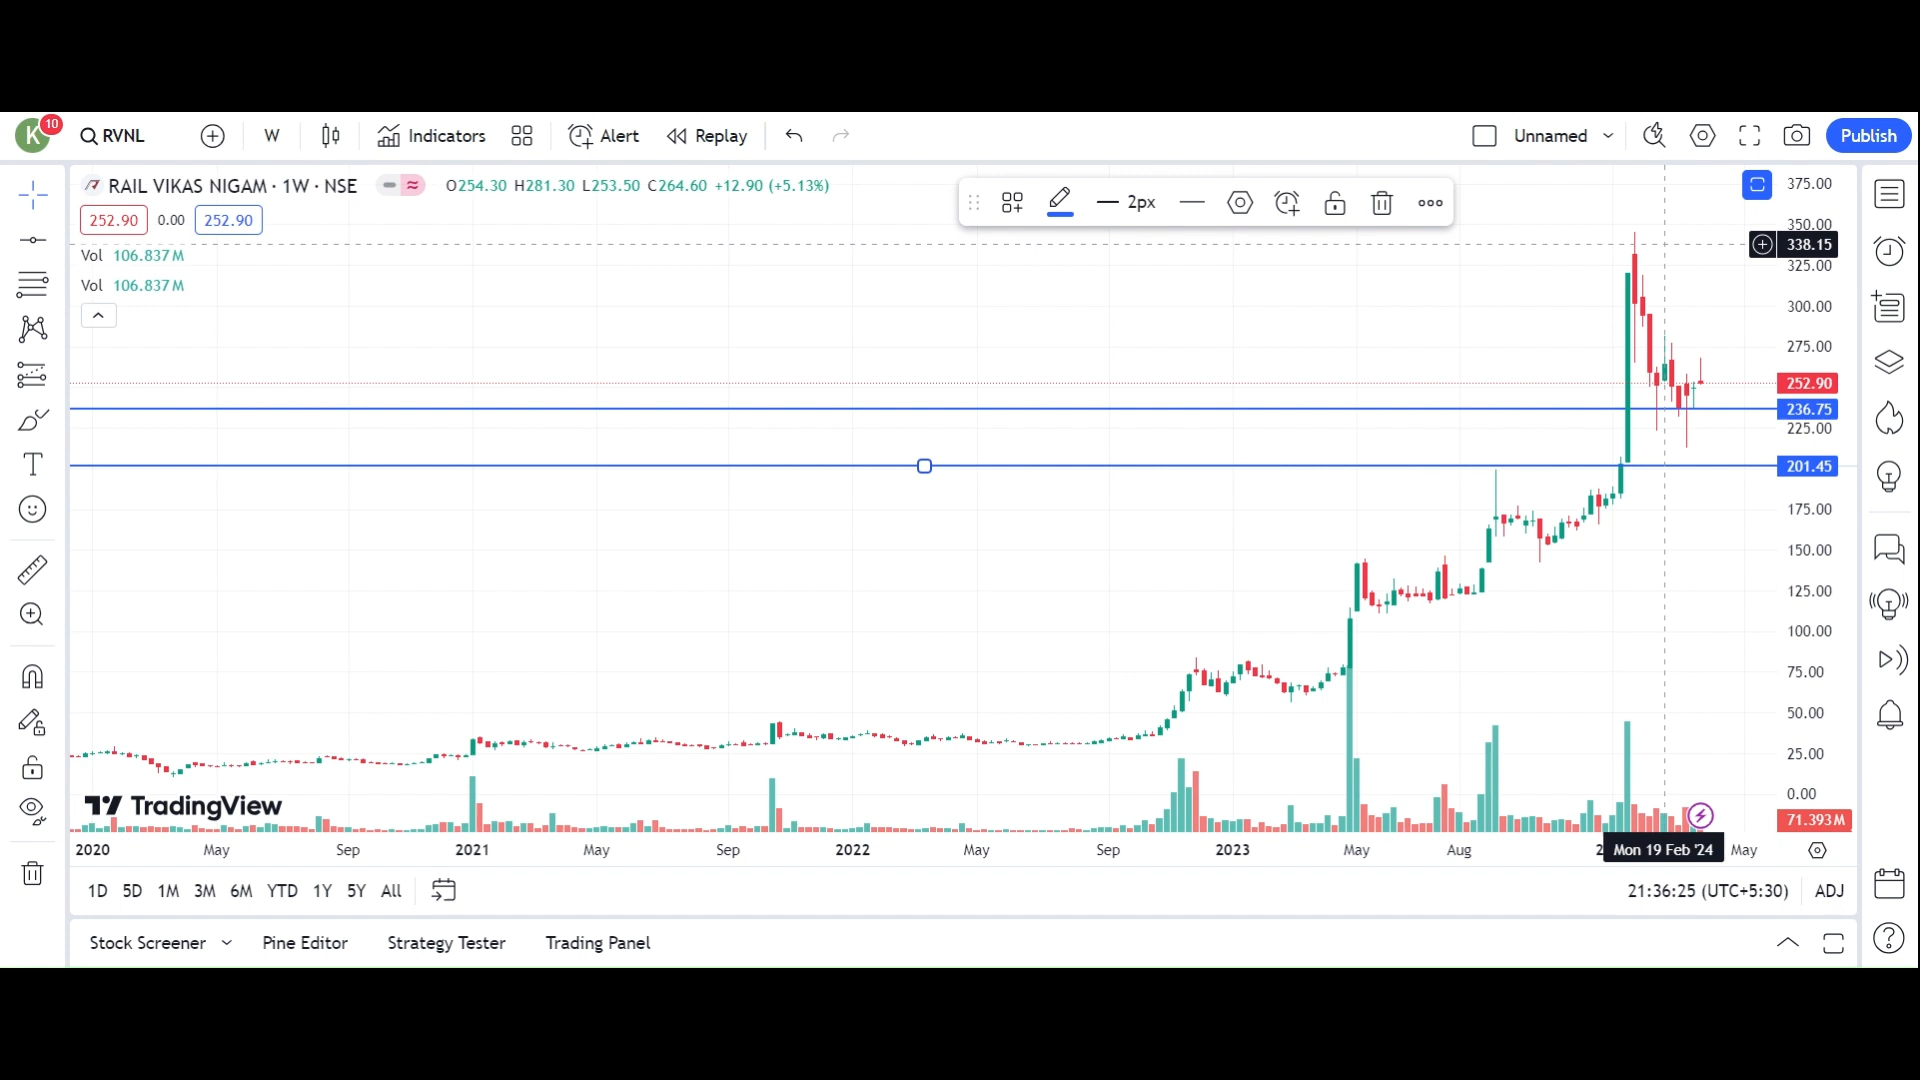 K 10 RVNL W Indicators Alert Replay Unnamed Publish
RAIL VIKAS NIGAM · 1W · NSE O254.30 H281.30 L253.50 C264.60 +12.90 (+5.13%)
2px
252.90 0.00 252.90
Vol 106.837 M
Vol 106.837 M
375.00
350.00
338.15
325.00
300.00
275.00
252.90
236.75
225.00
201.45
175.00
150.00
125.00
100.00
75.00
50.00
25.00
0.00
71.393 M
TradingView
2020 May Sep 2021 May Sep 2022 May Sep 2023 May Aug Mon 19 Feb '24 May
1D 5D 1M 3M 6M YTD 1Y 5Y All 21:36:25 (UTC+5:30) ADJ
Stock Screener Pine Editor Strategy Tester Trading Panel